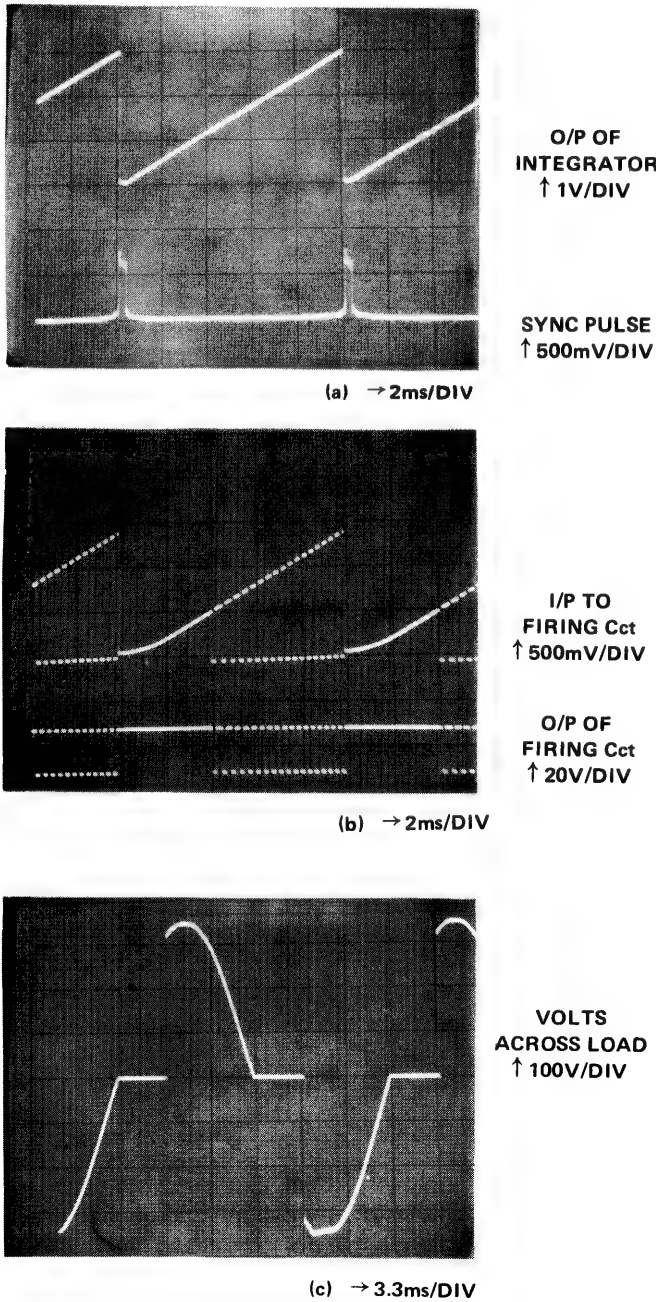 O/P OF
INTEGRATOR
↑ 1V/DIV
SYNC PULSE
↑ 500mV/DIV
(a) → 2ms/DIV
I/P TO
FIRING Cct
↑ 500mV/DIV
O/P OF
FIRING Cct
↑ 20V/DIV
(b) → 2ms/DIV
VOLTS
ACROSS LOAD
↑ 100V/DIV
(c) → 3.3ms/DIV